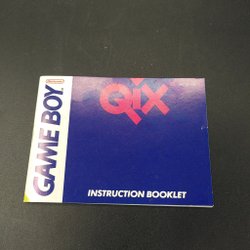 QiX
GAME BOY
INSTRUCTION BOOKLET